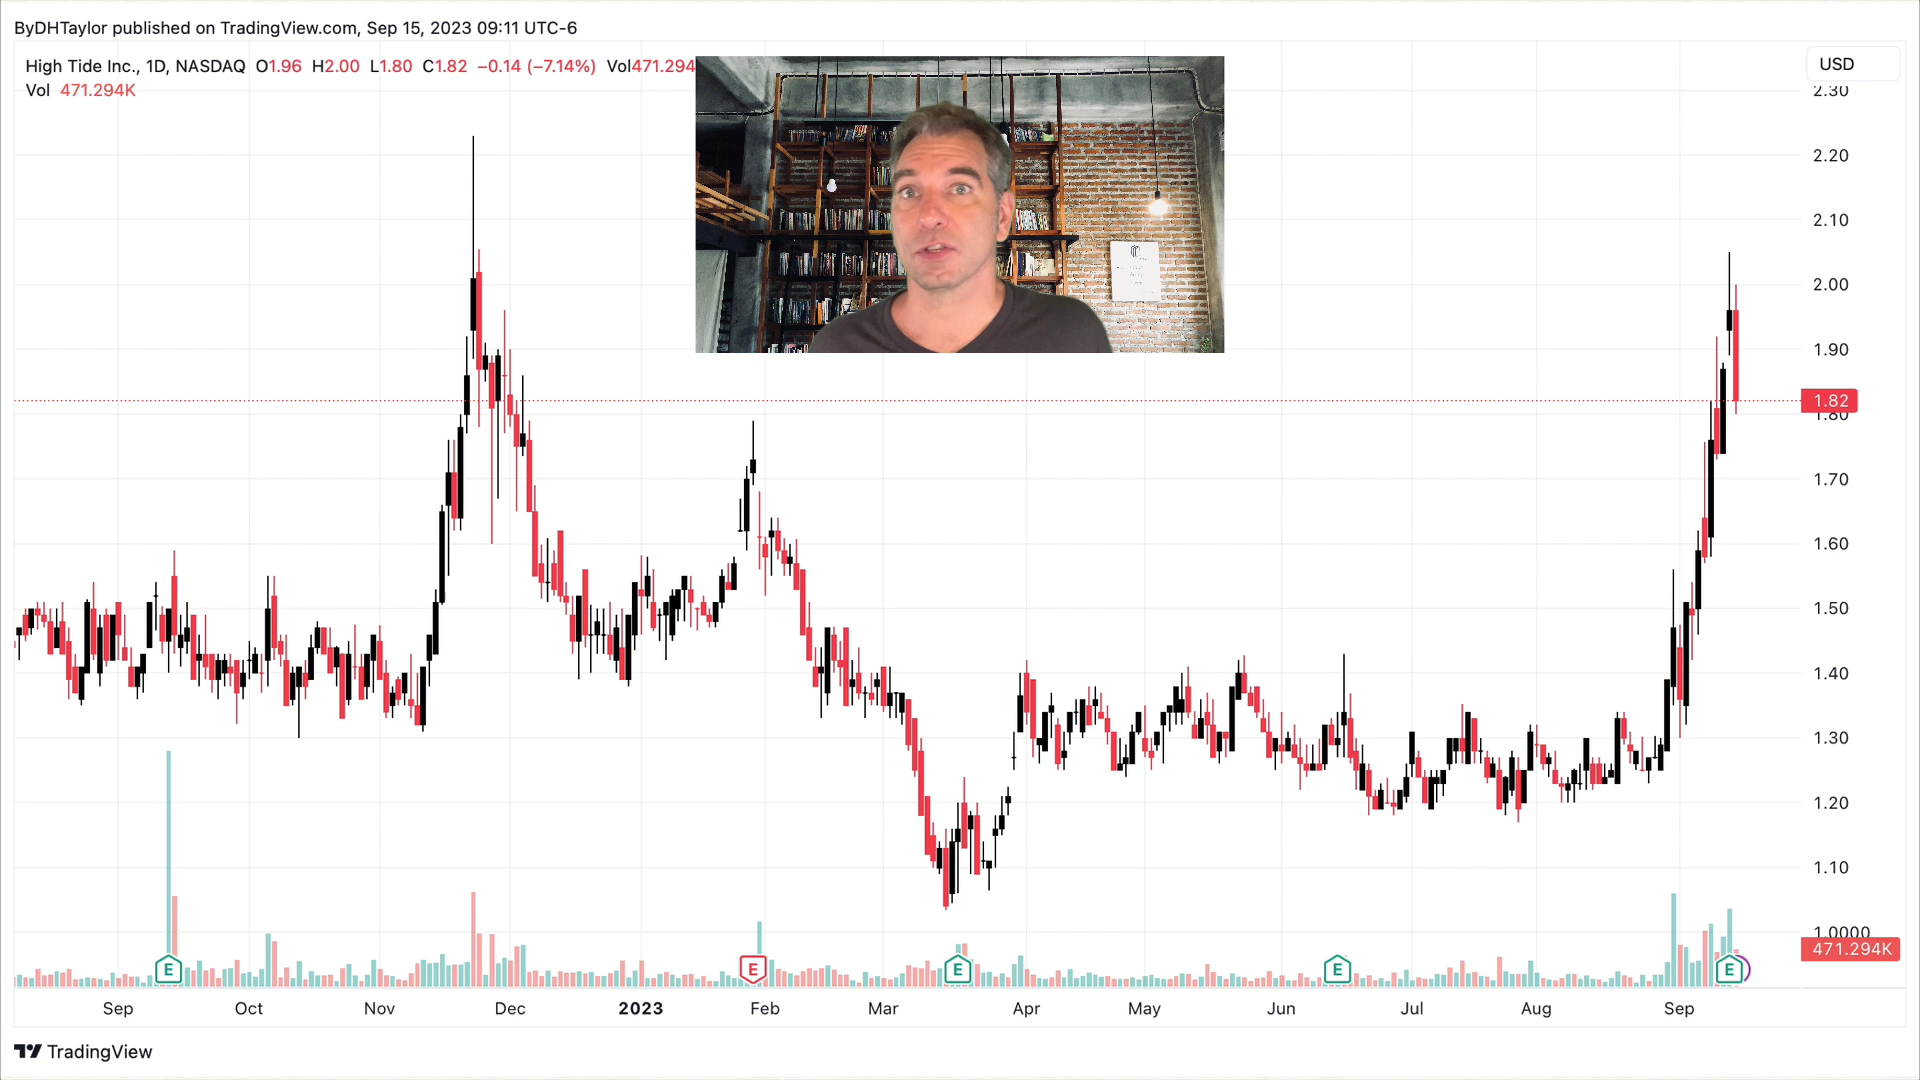 ByDHTaylor published on TradingView.com, Sep 15, 2023 09:11 UTC-6
High Tide Inc., 1D, NASDAQ O1.96 H2.00 L1.80 C1.82 −0.14 (−7.14%) Vol471.294
Vol 471.294K
USD
2.30
2.20
2.10
2.00
1.90
1.82
1.80
1.70
1.60
1.50
1.40
1.30
1.20
1.10
1.0000
471.294K
E E E E E
Sep Oct Nov Dec 2023 Feb Mar Apr May Jun Jul Aug Sep
TradingView